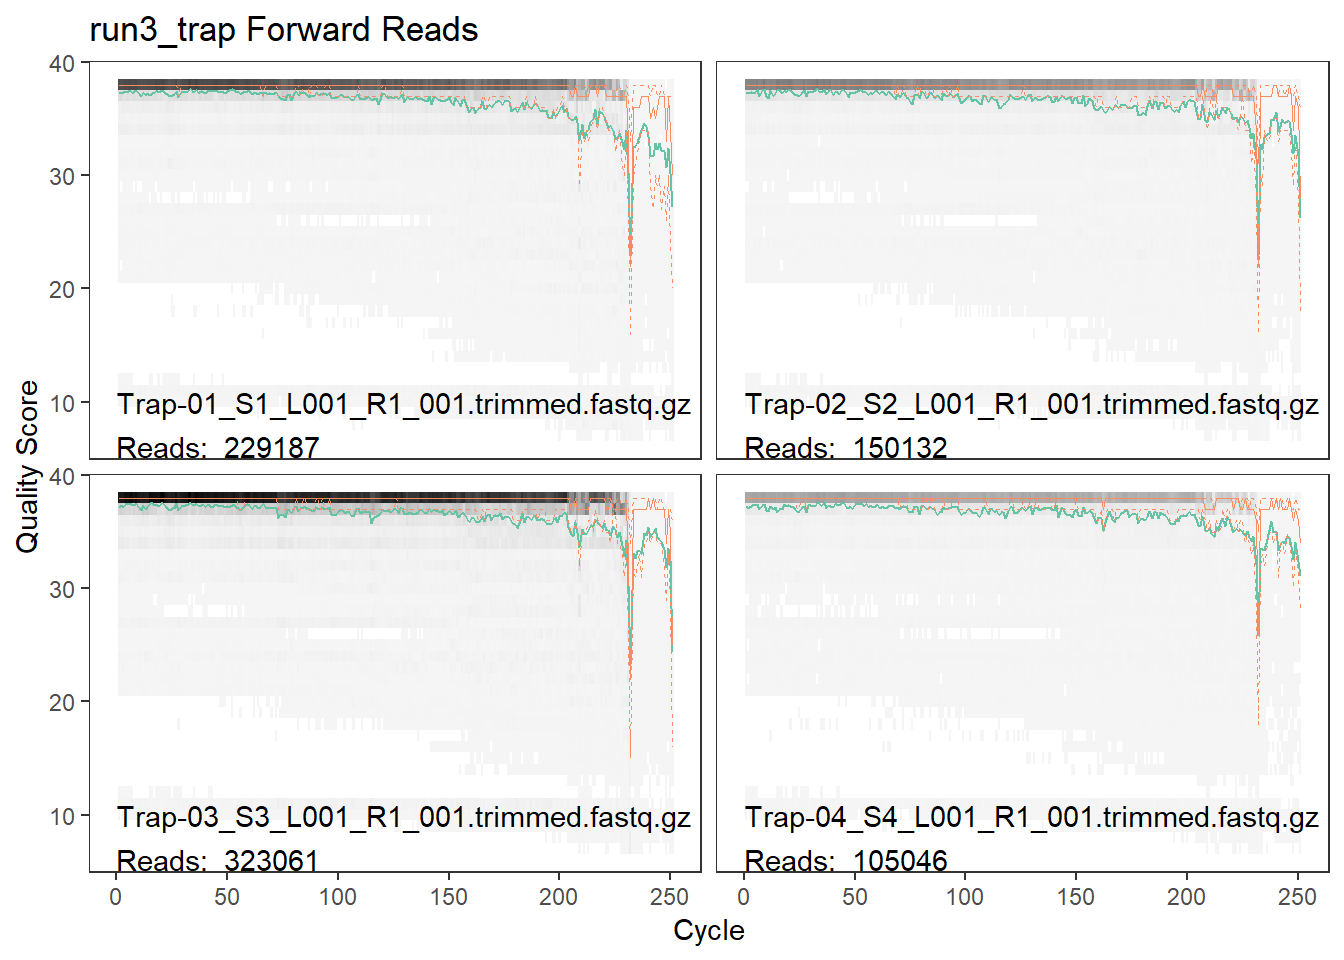 run3_trap Forward Reads
Quality Score
40
30
20
10
Trap-01_S1_L001_R1_001.trimmed.fastq.gz
Reads: 229187
Trap-02_S2_L001_R1_001.trimmed.fastq.gz
Reads: 150132
40
30
20
10
Trap-03_S3_L001_R1_001.trimmed.fastq.gz
Reads: 323061
Trap-04_S4_L001_R1_001.trimmed.fastq.gz
Reads: 105046
0 50 100 150 200 250
0 50 100 150 200 250
Cycle